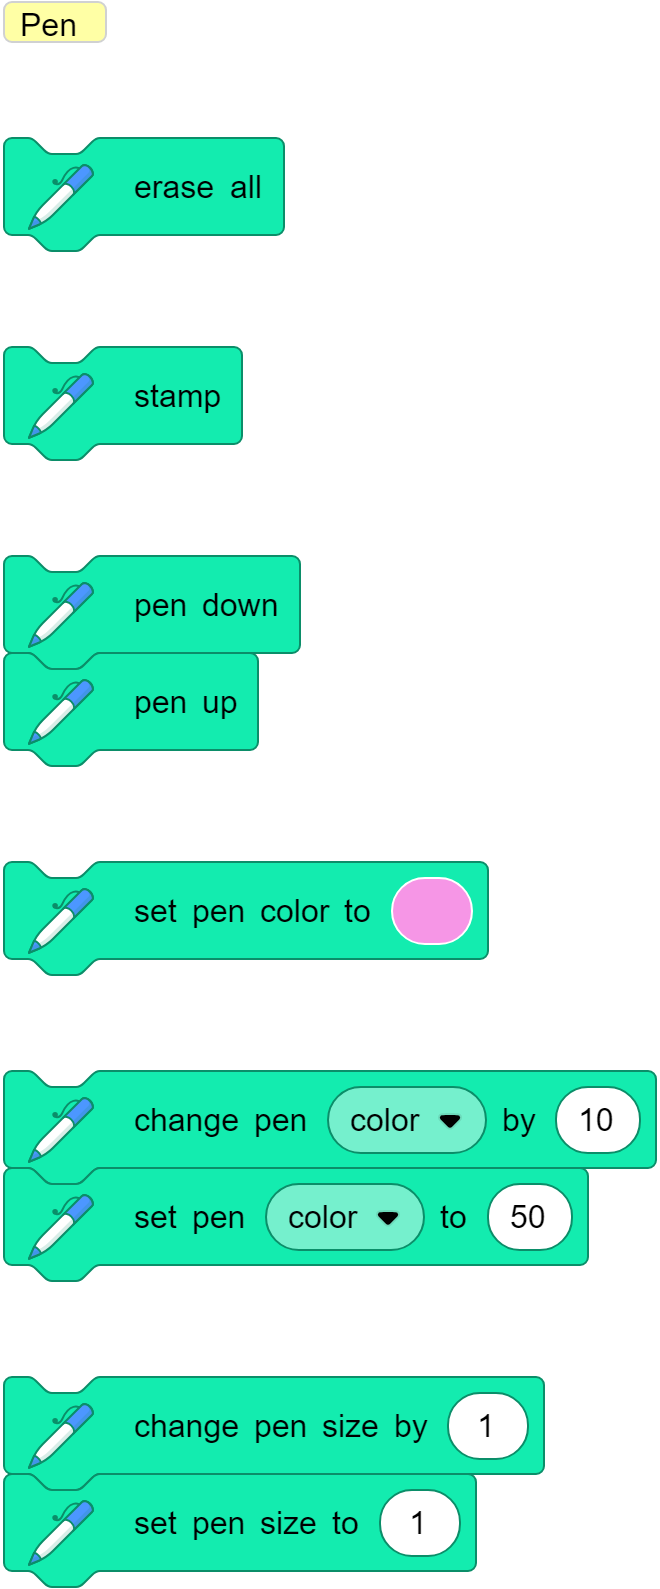 Pen
erase all
stamp
pen down
pen up
set pen color to
change pen color by 10
set pen color to 50
change pen size by 1
set pen size to 1